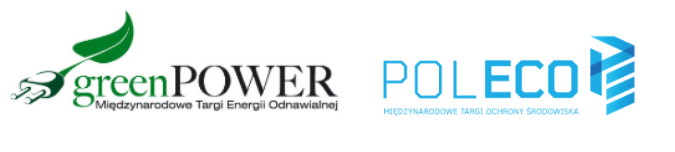 greenPOWER
Międzynarodowe Targi Energii Odnawialnej
POLECO
MIĘDZYNARODOWE TARGI OCHRONY ŚRODOWISKA